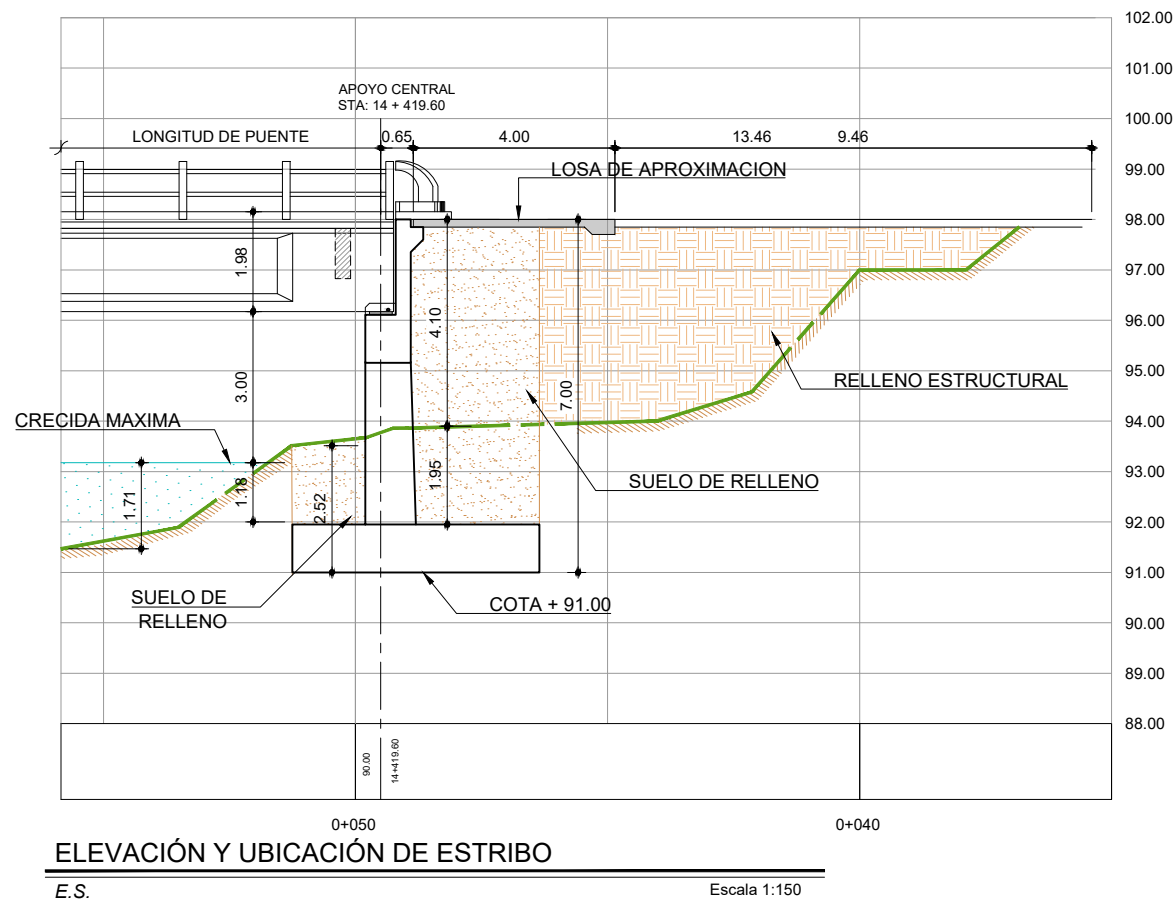 102.00
101.00
100.00
99.00
98.00
97.00
96.00
95.00
94.00
93.00
92.00
91.00
90.00
89.00
88.00
APOYO CENTRAL
STA: 14 + 419.60
LONGITUD DE PUENTE
0.65
4.00
13.46
9.46
LOSA DE APROXIMACION
1.98
4.10
3.00
7.00
RELLENO ESTRUCTURAL
CRECIDA MAXIMA
1.71
1.18
2.52
1.95
SUELO DE RELLENO
SUELO DE
RELLENO
COTA + 91.00
90.00
14+419.60
0+050
0+040
ELEVACIÓN Y UBICACIÓN DE ESTRIBO
E.S.
Escala 1:150